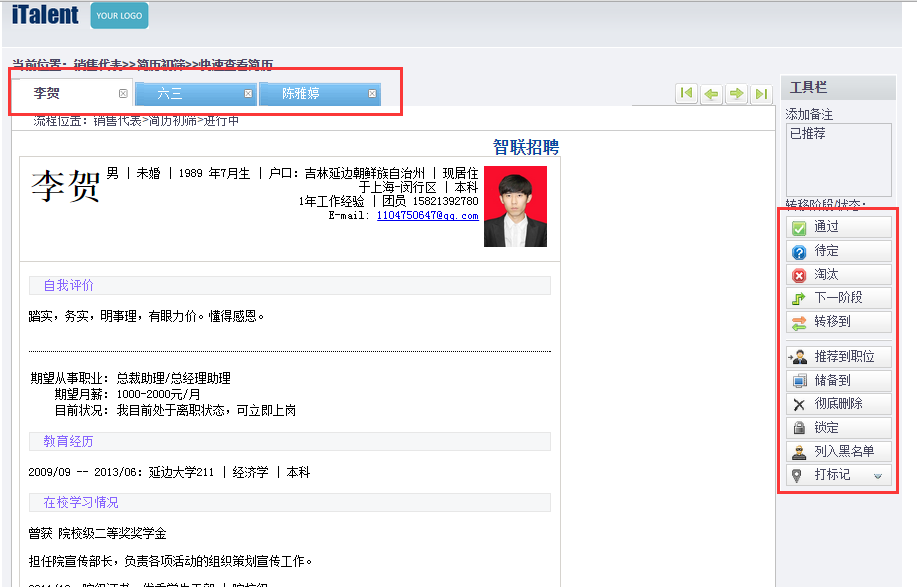 iTalent YOUR LOGO
当前位置：销售代表>>简历初筛>>快速查看简历
李贺 六三 陈雅婷
流程位置：销售代表>简历初筛>进行中
智联招聘
李贺
男 | 未婚 | 1989 年7月生 | 户口：吉林延边朝鲜族自治州 | 现居住
于上海-闵行区 | 本科
1年工作经验 | 团员 15821392780
E-mail: 1104750647@qq.com
自我评价
踏实，务实，明事理，有眼力价。懂得感恩。
期望从事职业：总裁助理/总经理助理
期望月薪：1000-2000元/月
目前状况：我目前处于离职状态，可立即上岗
教育经历
2009/09 -- 2013/06：延边大学211 | 经济学 | 本科
在校学习情况
曾获 院校级二等奖奖学金
担任院宣传部长，负责各项活动的组织策划宣传工作。
工具栏
添加备注
已推荐
转移阶段/状态：
通过
待定
淘汰
下一阶段
转移到
推荐到职位
储备到
彻底删除
锁定
列入黑名单
打标记